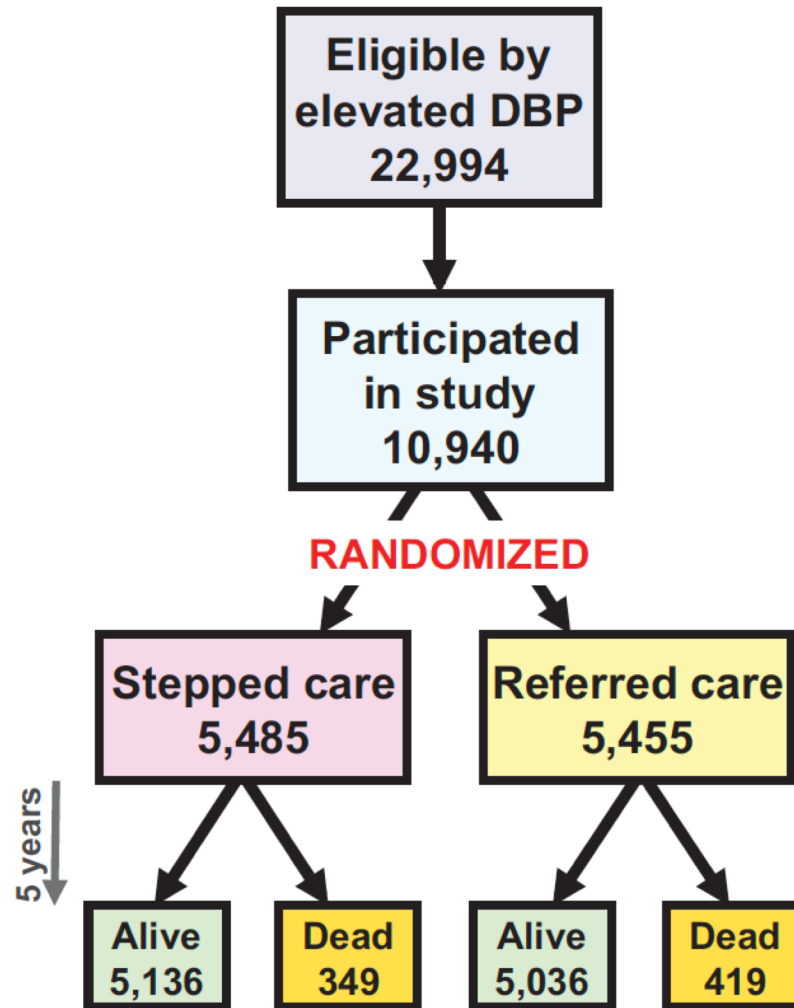 Eligible by
elevated DBP
22,994
Participated
in study
10,940
RANDOMIZED
Stepped care
5,485
Referred care
5,455
5 years
Alive
5,136
Dead
349
Alive
5,036
Dead
419